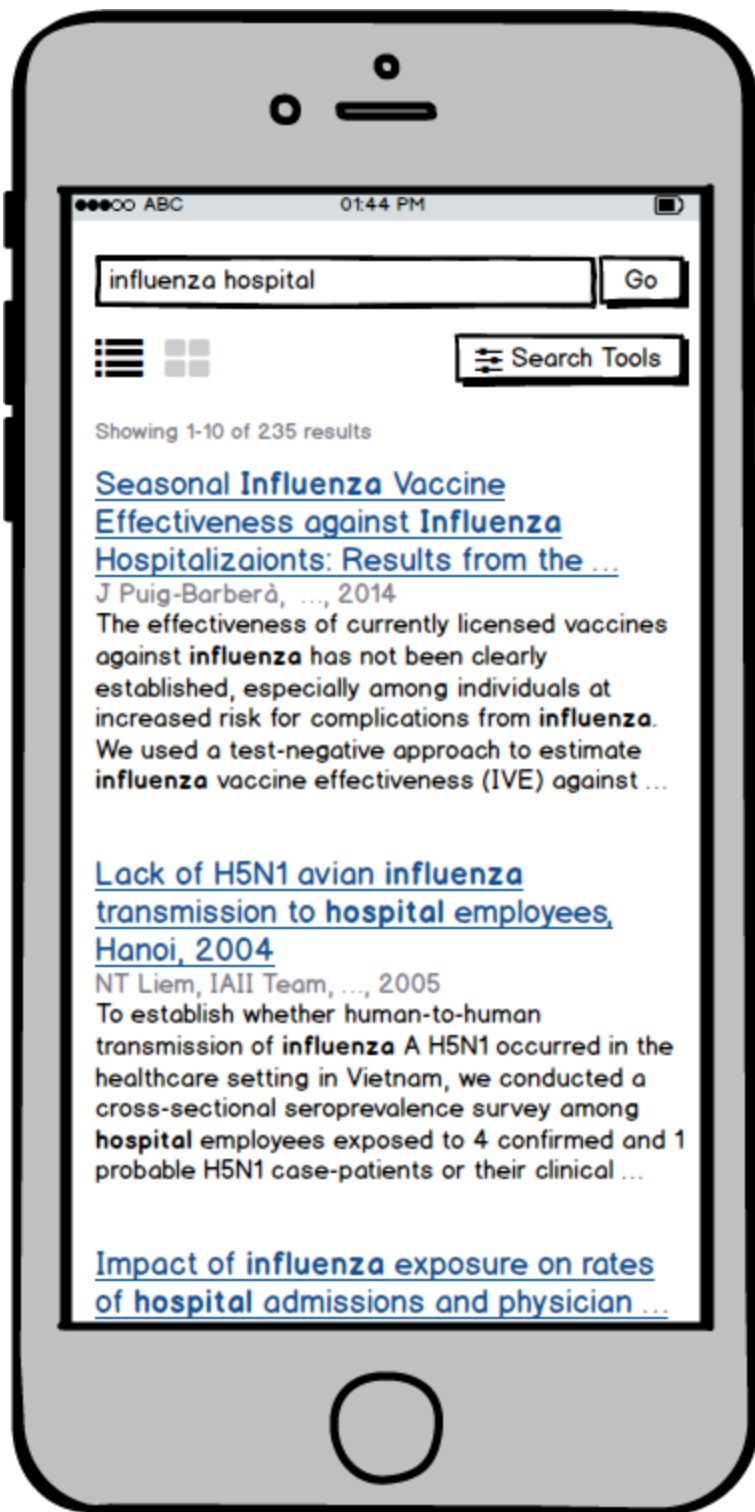 ABC 01:44 PM
influenza hospital Go
Search Tools
Showing 1-10 of 235 results
Seasonal Influenza Vaccine
Effectiveness against Influenza
Hospitalizaionts: Results from the ...
J Puig-Barberà, ..., 2014
The effectiveness of currently licensed vaccines
against influenza has not been clearly
established, especially among individuals at
increased risk for complications from influenza.
We used a test-negative approach to estimate
influenza vaccine effectiveness (IVE) against ...
Lack of H5N1 avian influenza
transmission to hospital employees,
Hanoi, 2004
NT Liem, IAII Team, ..., 2005
To establish whether human-to-human
transmission of influenza A H5N1 occurred in the
healthcare setting in Vietnam, we conducted a
cross-sectional seroprevalence survey among
hospital employees exposed to 4 confirmed and 1
probable H5N1 case-patients or their clinical ...
Impact of influenza exposure on rates
of hospital admissions and physician ...